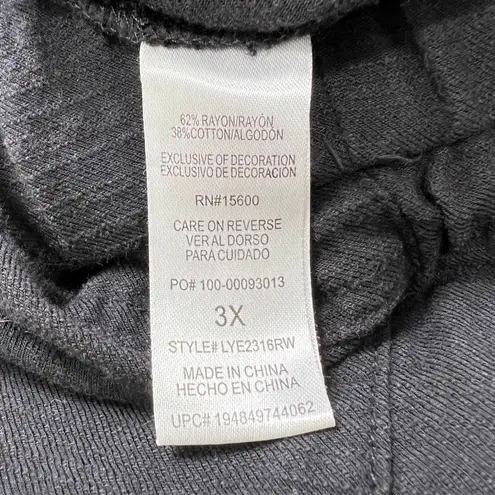 62% RAYON/RAYÓN
38%COTTON/ALGODÓN
EXCLUSIVE OF DECORATION
EXCLUSIVO DE DECORACIÓN
RN#15600
CARE ON REVERSE
VER AL DORSO
PARA CUIDADO
PO# 100-00093013
3X
STYLE# LYE2316RW
MADE IN CHINA
HECHO EN CHINA
UPC# 194849744062